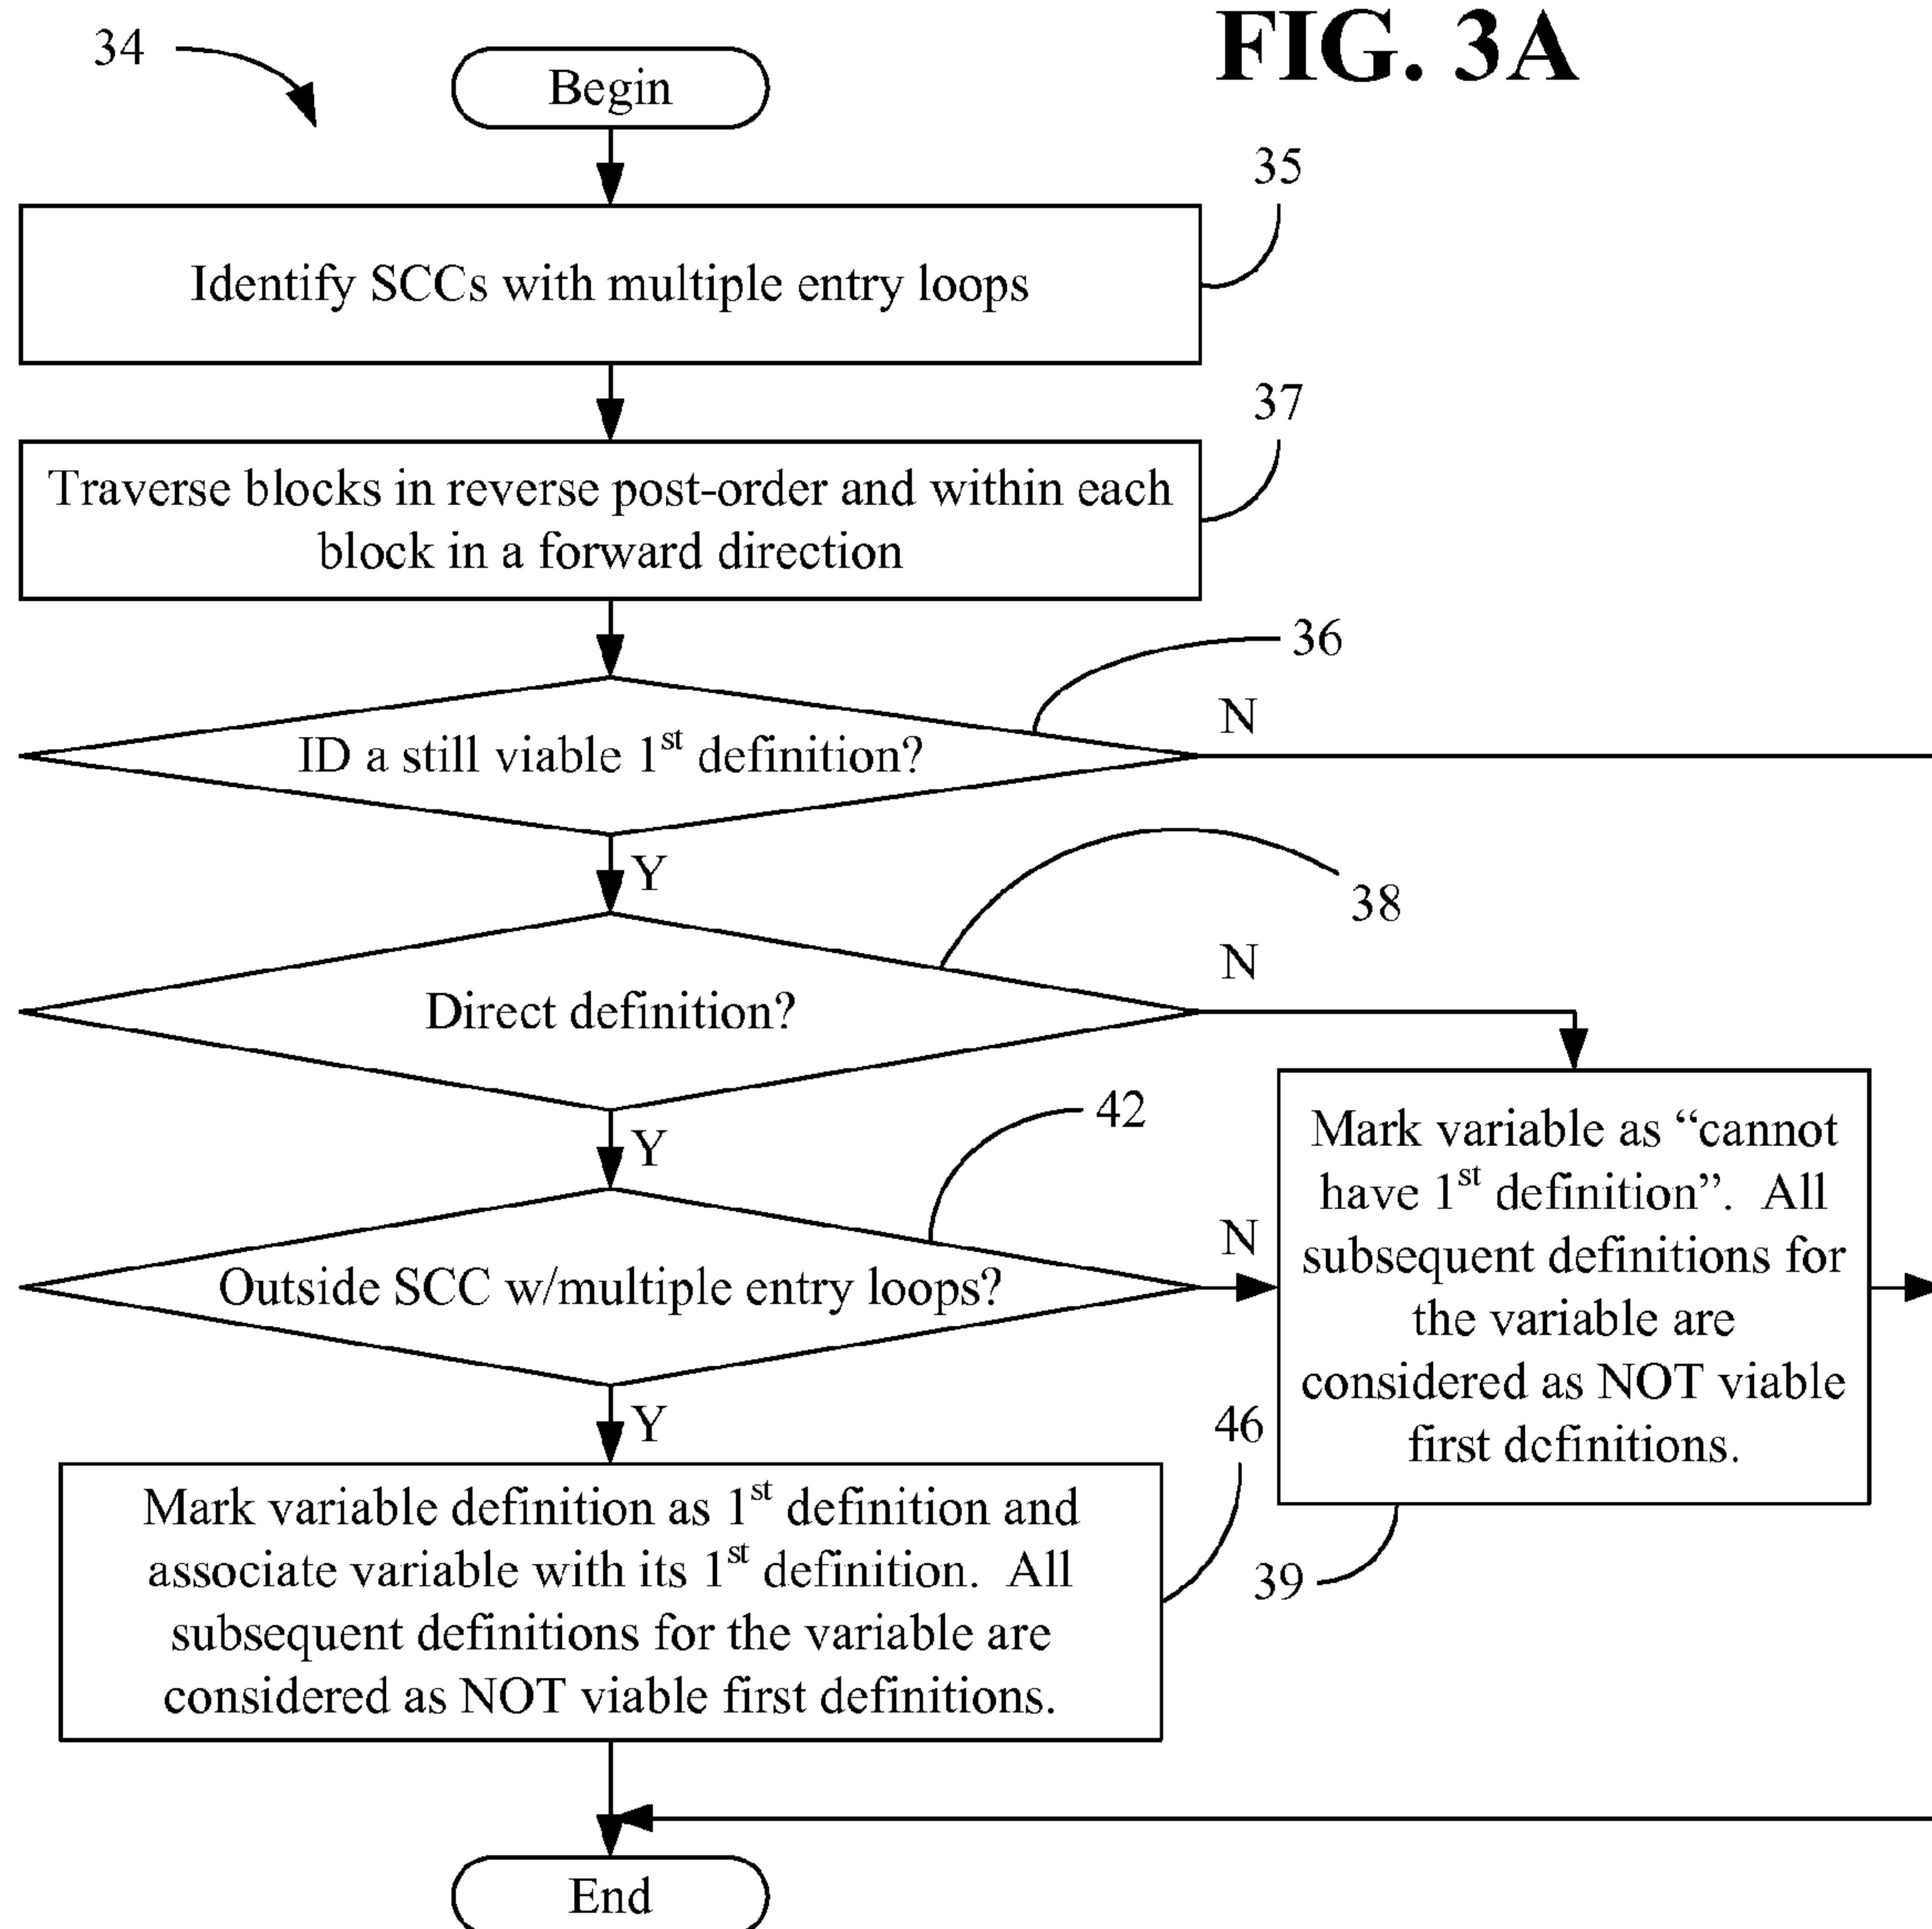 FIG. 3A
34
Begin
35
Identify SCCs with multiple entry loops
37
Traverse blocks in reverse post-order and within each
block in a forward direction
36
ID a still viable 1st definition?
N
Y
38
Direct definition?
N
Y
42
Outside SCC w/multiple entry loops?
N
Y
Mark variable as “cannot
have 1st definition”. All
subsequent definitions for
the variable are
considered as NOT viable
first definitions.
39
46
Mark variable definition as 1st definition and
associate variable with its 1st definition. All
subsequent definitions for the variable are
considered as NOT viable first definitions.
End